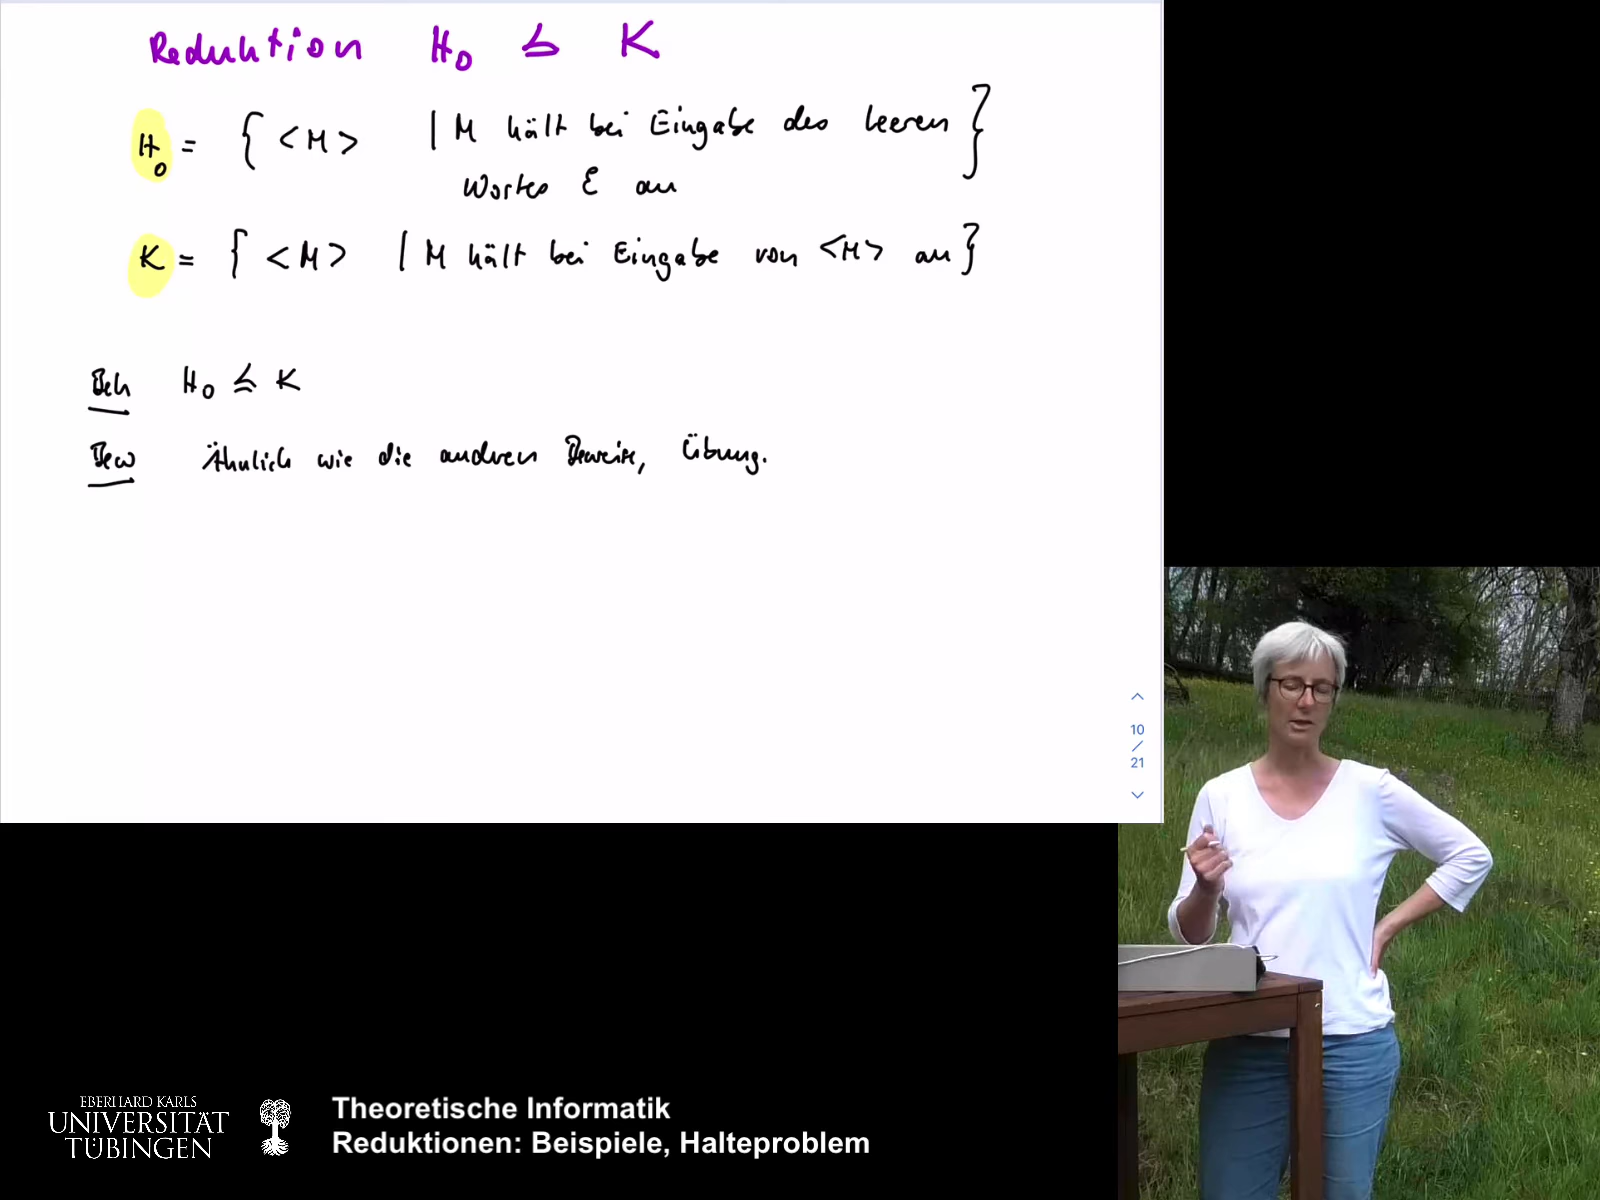 Reduktion H₀ ≤ K
H₀ = { <M> | M hält bei Eingabe des leeren
Wortes ε an }
K = { <M> | M hält bei Eingabe von <M> an }
Beh H₀ ≤ K
Bew Ähnlich wie die anderen Beweise, Übung.
10
/
21
EBERHARD KARLS
UNIVERSITÄT
TÜBINGEN
Theoretische Informatik
Reduktionen: Beispiele, Halteproblem